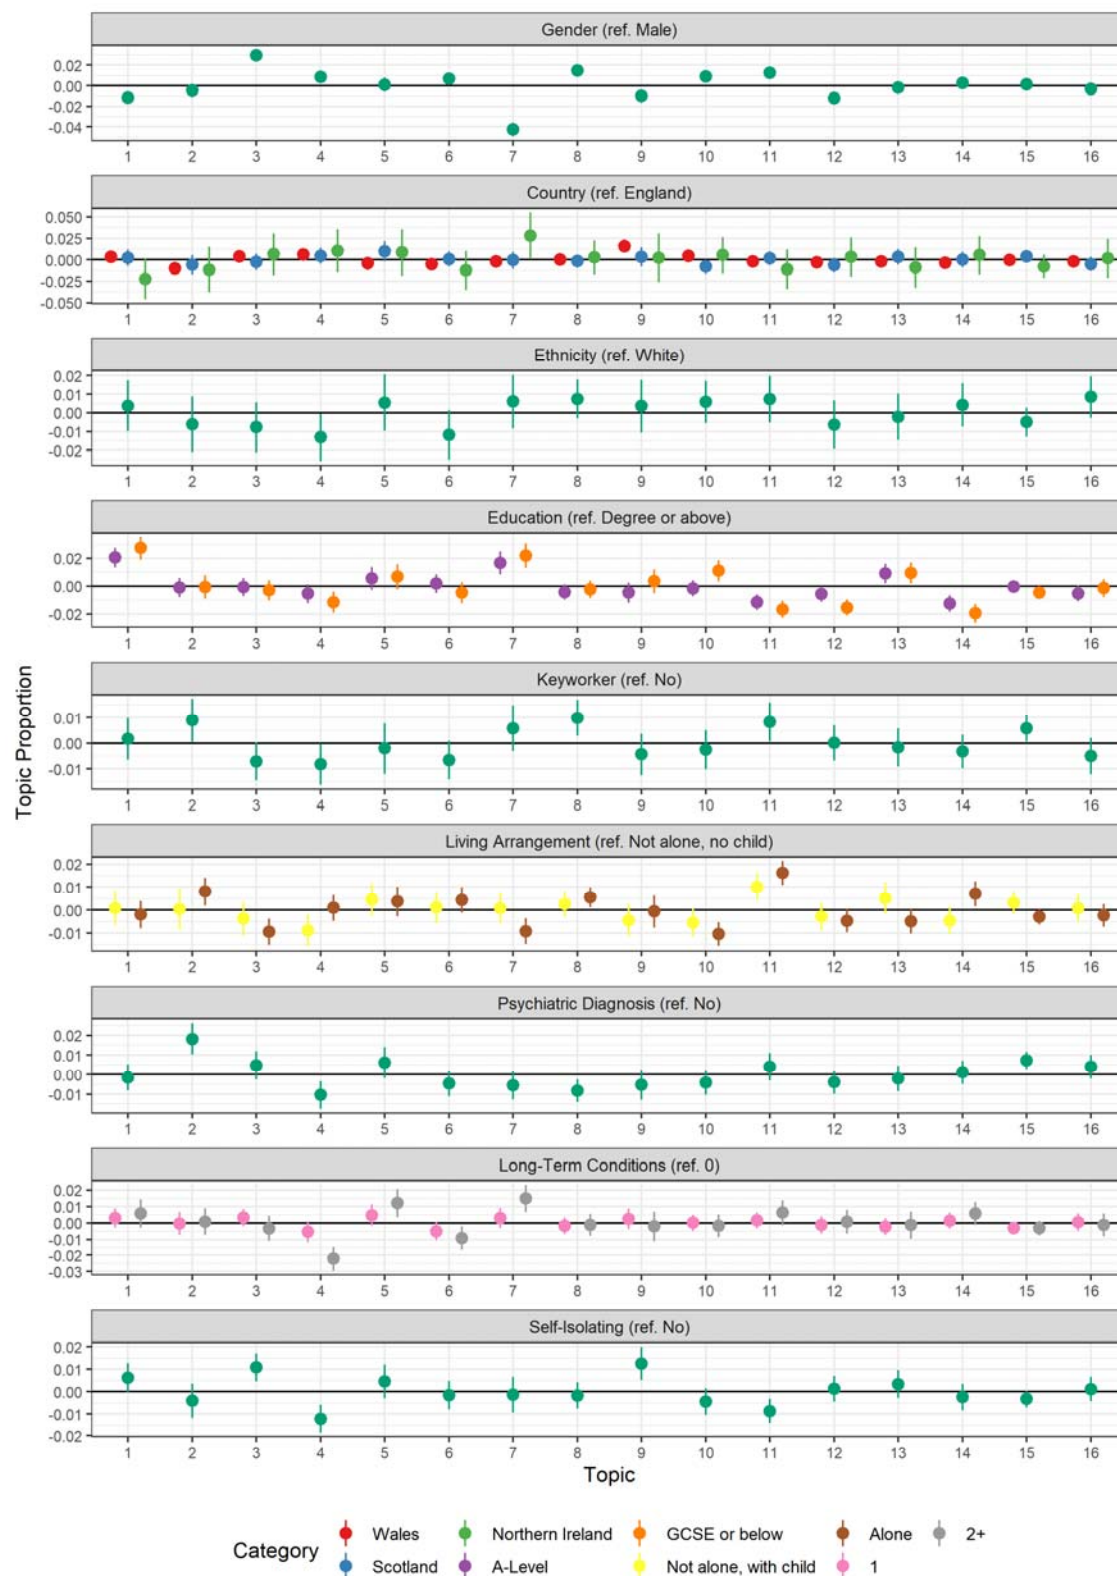 Gender (ref. Male)
0.02
0.00
-0.02
-0.04
1 2 3 4 5 6 7 8 9 10 11 12 13 14 15 16
Country (ref. England)
0.050
0.025
0.000
-0.025
-0.050
1 2 3 4 5 6 7 8 9 10 11 12 13 14 15 16
Ethnicity (ref. White)
0.02
0.01
0.00
-0.01
-0.02
1 2 3 4 5 6 7 8 9 10 11 12 13 14 15 16
Education (ref. Degree or above)
0.02
0.00
-0.02
1 2 3 4 5 6 7 8 9 10 11 12 13 14 15 16
Topic Proportion
Keyworker (ref. No)
0.01
0.00
-0.01
1 2 3 4 5 6 7 8 9 10 11 12 13 14 15 16
Living Arrangement (ref. Not alone, no child)
0.02
0.01
0.00
-0.01
1 2 3 4 5 6 7 8 9 10 11 12 13 14 15 16
Psychiatric Diagnosis (ref. No)
0.02
0.01
0.00
-0.01
1 2 3 4 5 6 7 8 9 10 11 12 13 14 15 16
Long-Term Conditions (ref. 0)
0.02
0.01
0.00
-0.01
-0.02
-0.03
1 2 3 4 5 6 7 8 9 10 11 12 13 14 15 16
Self-Isolating (ref. No)
0.02
0.01
0.00
-0.01
-0.02
1 2 3 4 5 6 7 8 9 10 11 12 13 14 15 16
Topic
Category
Wales Northern Ireland GCSE or below Alone 2+
Scotland A-Level Not alone, with child 1